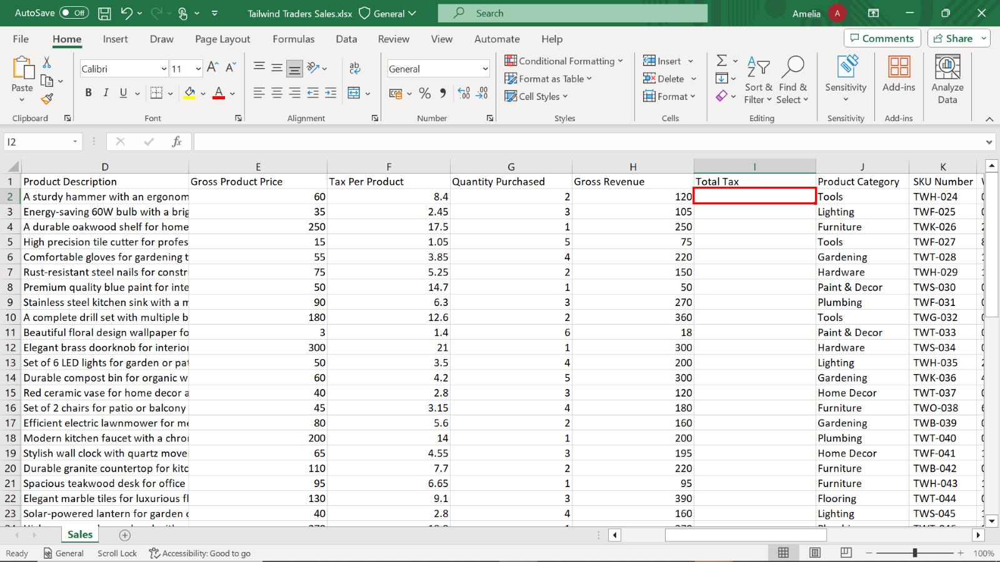 AutoSave Off Tailwind Traders Sales.xlsx General Search Amelia A
File Home Insert Draw Page Layout Formulas Data Review View Automate Help Comments Share
Paste Calibri 11 General Conditional Formatting Insert Sort & Find & Sensitivity Add-ins Analyze
Format as Table Delete Filter Select Data
B I U A ab % Cell Styles Format
Clipboard Font Alignment Number Styles Cells Editing Sensitivity Add-ins
I2 fx
D E F G H I J K
1 Product Description Gross Product Price Tax Per Product Quantity Purchased Gross Revenue Total Tax Product Category SKU Number
2 A sturdy hammer with an ergonom 60 8.4 2 120 Tools TWH-024
3 Energy-saving 60W bulb with a brig 35 2.45 3 105 Lighting TWF-025
4 A durable oakwood shelf for home 250 17.5 1 250 Furniture TWK-026
5 High precision tile cutter for profes 15 1.05 5 75 Tools TWF-027
6 Comfortable gloves for gardening t 55 3.85 4 220 Gardening TWT-028
7 Rust-resistant steel nails for constr 75 5.25 2 150 Hardware TWH-029
8 Premium quality blue paint for inte 50 14.7 1 50 Paint & Decor TWS-030
9 Stainless steel kitchen sink with a m 90 6.3 3 270 Plumbing TWF-031
10 A complete drill set with multiple b 180 12.6 2 360 Tools TWG-032
11 Beautiful floral design wallpaper fo 3 1.4 6 18 Paint & Decor TWT-033
12 Elegant brass doorknob for interior 300 21 1 300 Hardware TWS-034
13 Set of 6 LED lights for garden or pat 50 3.5 4 200 Lighting TWH-035
14 Durable compost bin for organic w 60 4.2 5 300 Gardening TWK-036
15 Red ceramic vase for home decor a 40 2.8 3 120 Home Decor TWT-037
16 Set of 2 chairs for patio or balcony 45 3.15 4 180 Furniture TWO-038
17 Efficient electric lawnmower for me 80 5.6 2 160 Gardening TWB-039
18 Modern kitchen faucet with a chro 200 14 1 200 Plumbing TWT-040
19 Stylish wall clock with quartz move 65 4.55 3 195 Home Decor TWF-041
20 Durable granite countertop for kitc 110 7.7 2 220 Furniture TWB-042
21 Spacious teakwood desk for office 95 6.65 1 95 Furniture TWH-043
22 Elegant marble tiles for luxurious fl 130 9.1 3 390 Flooring TWT-044
23 Solar-powered lantern for garden 40 2.8 4 160 Lighting TWS-045
Sales
Ready General Scroll Lock Accessibility: Good to go 100%